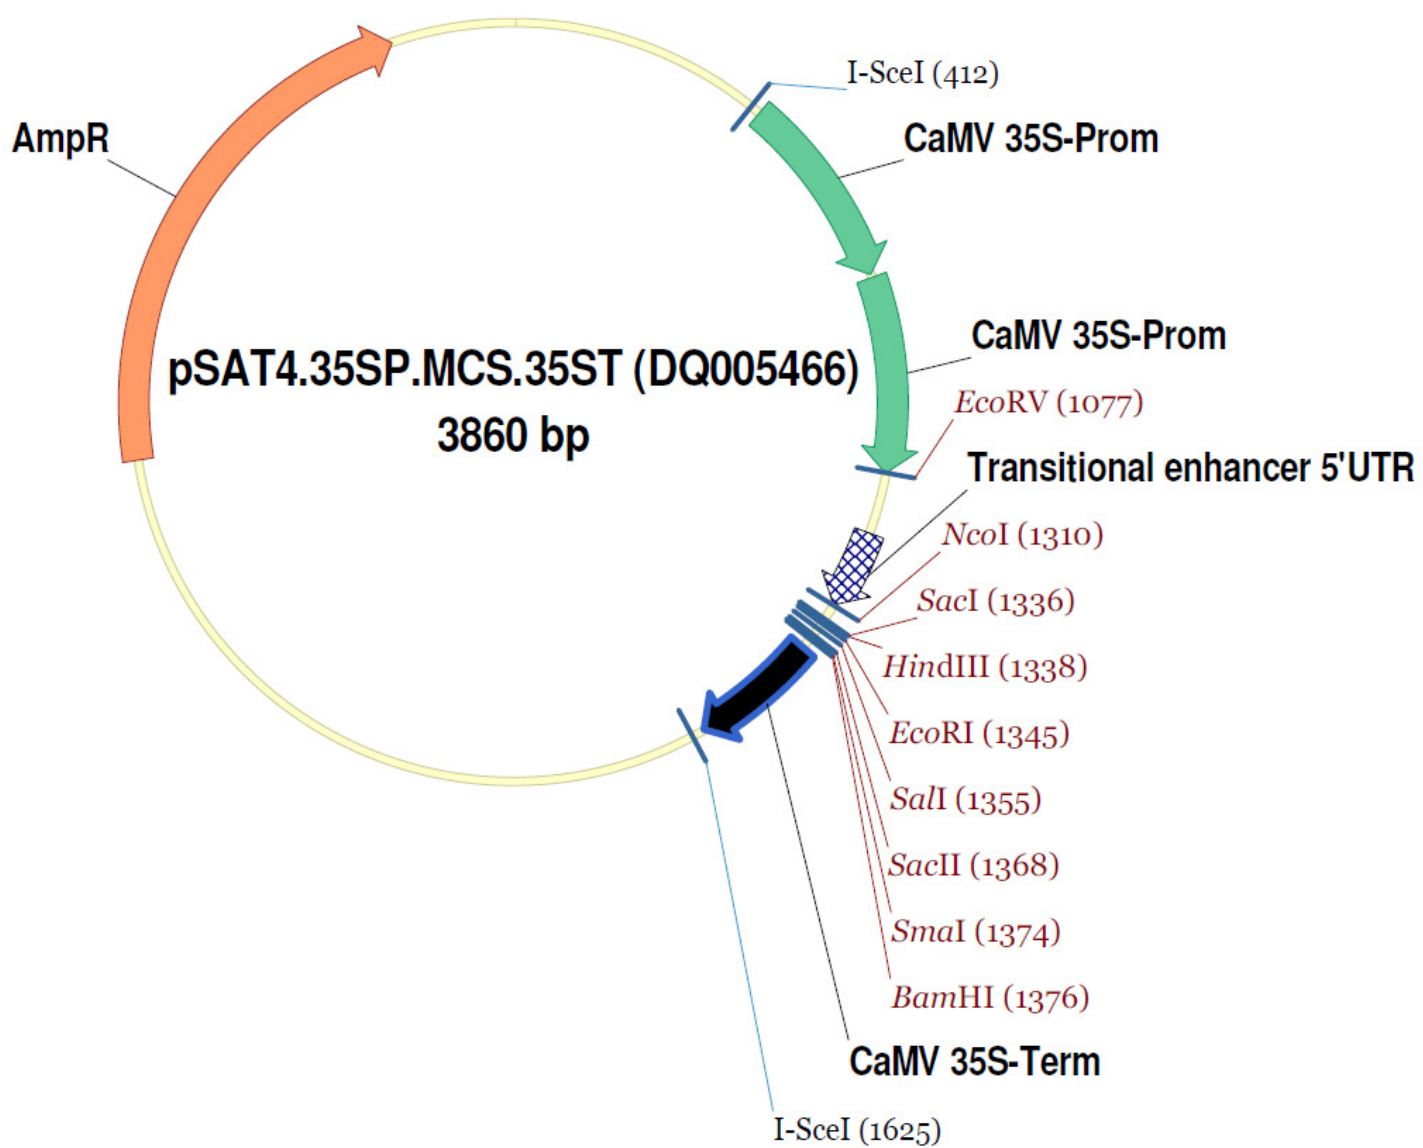 I-SceI (412)
AmpR
CaMV 35S-Prom
CaMV 35S-Prom
pSAT4.35SP.MCS.35ST (DQ005466)
3860 bp
EcoRV (1077)
Transitional enhancer 5'UTR
NcoI (1310)
SacI (1336)
HindIII (1338)
EcoRI (1345)
SalI (1355)
SacII (1368)
SmaI (1374)
BamHI (1376)
CaMV 35S-Term
I-SceI (1625)